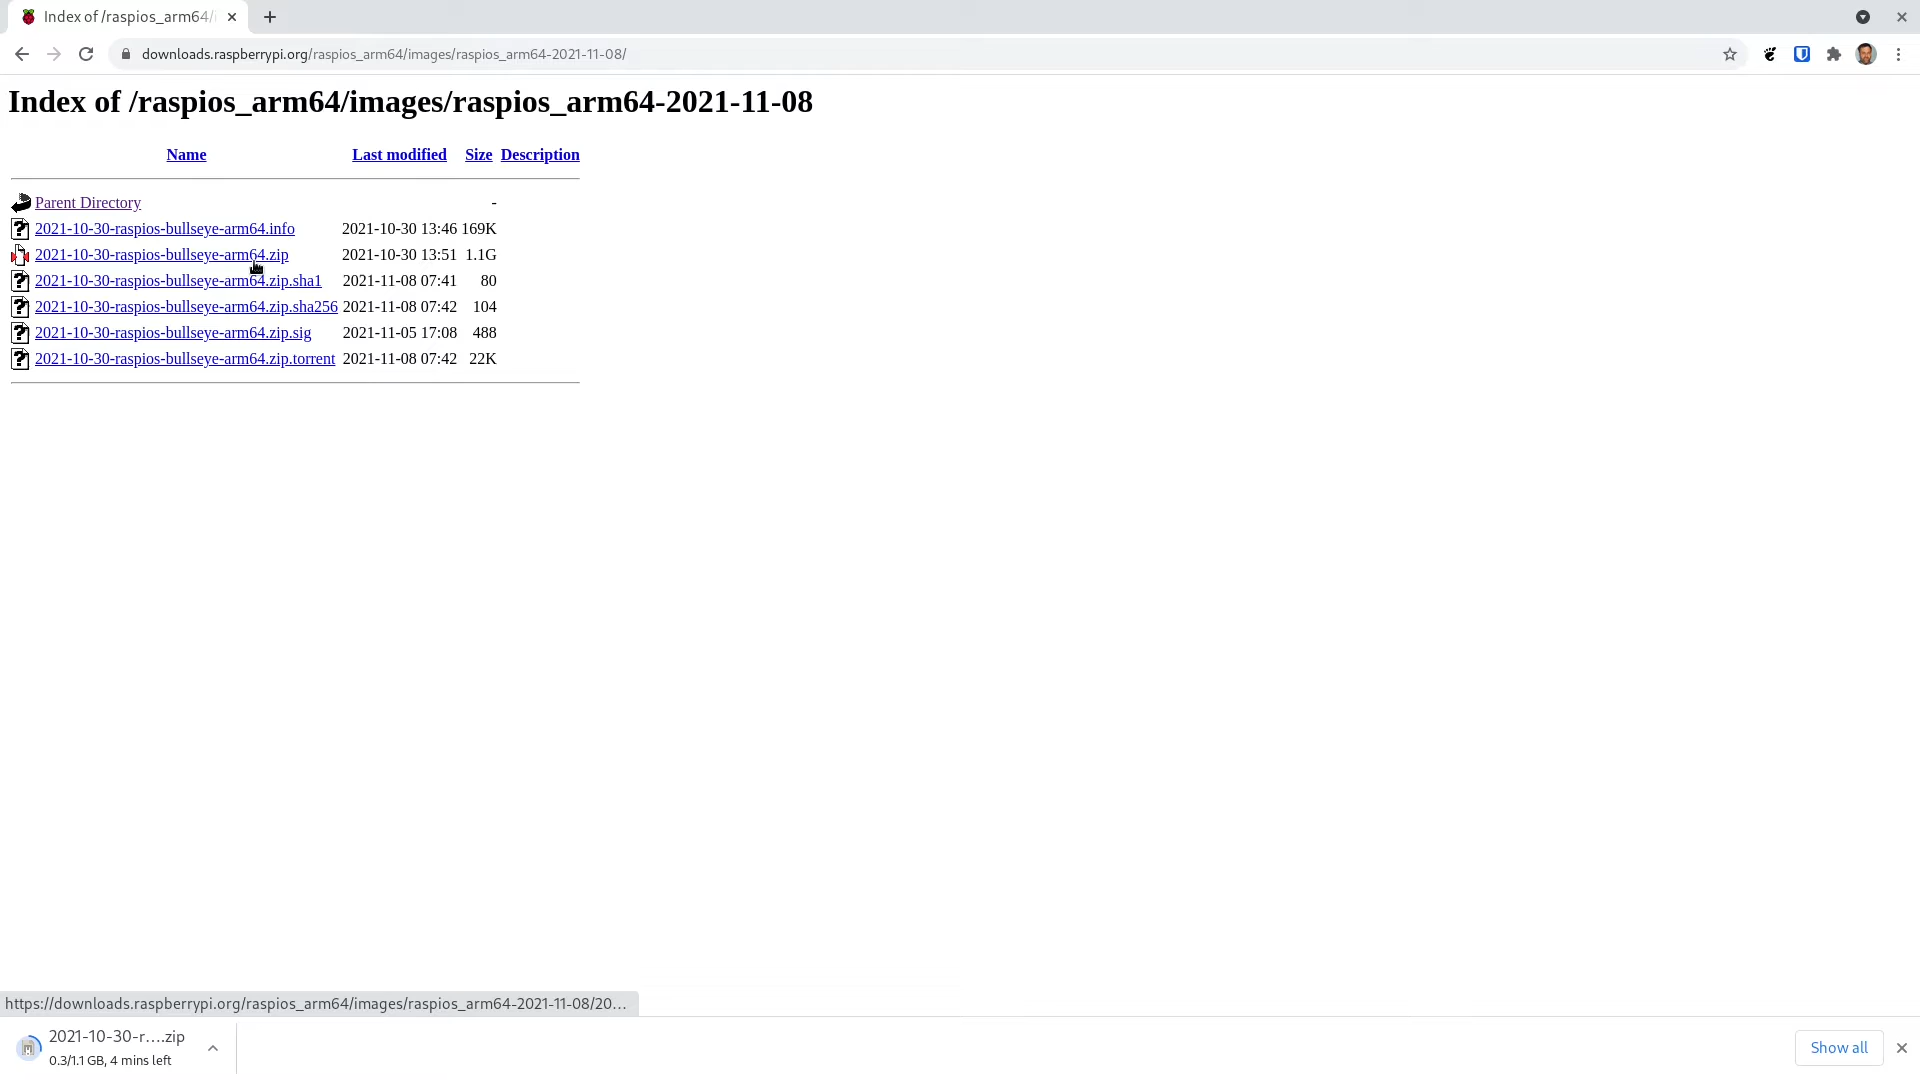 Index of /raspios_arm64/i
downloads.raspberrypi.org/raspios_arm64/images/raspios_arm64-2021-11-08/
Index of /raspios_arm64/images/raspios_arm64-2021-11-08
Name Last modified Size Description
Parent Directory -
2021-10-30-raspios-bullseye-arm64.info 2021-10-30 13:46 169K
2021-10-30-raspios-bullseye-arm64.zip 2021-10-30 13:51 1.1G
2021-10-30-raspios-bullseye-arm64.zip.sha1 2021-11-08 07:41 80
2021-10-30-raspios-bullseye-arm64.zip.sha256 2021-11-08 07:42 104
2021-10-30-raspios-bullseye-arm64.zip.sig 2021-11-05 17:08 488
2021-10-30-raspios-bullseye-arm64.zip.torrent 2021-11-08 07:42 22K
https://downloads.raspberrypi.org/raspios_arm64/images/raspios_arm64-2021-11-08/20...
2021-10-30-r....zip
0.3/1.1 GB, 4 mins left
Show all